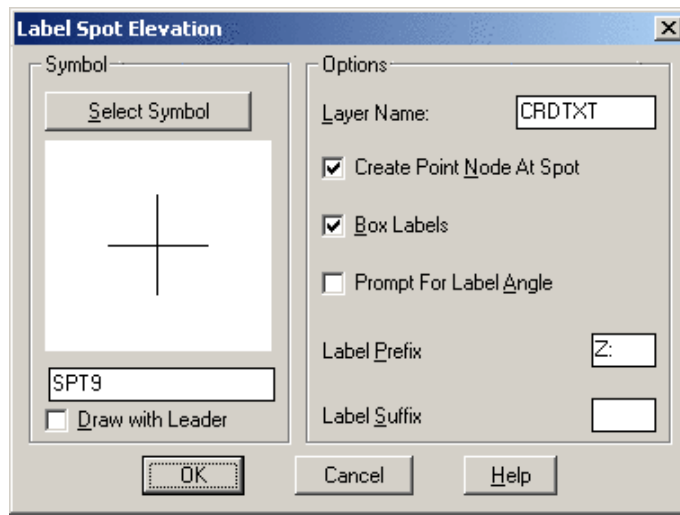 Label Spot Elevation
Symbol
Select Symbol
SPT9
Draw with Leader
Options
Layer Name: CRDTXT
Create Point Node At Spot
Box Labels
Prompt For Label Angle
Label Prefix Z:
Label Suffix
OK Cancel Help